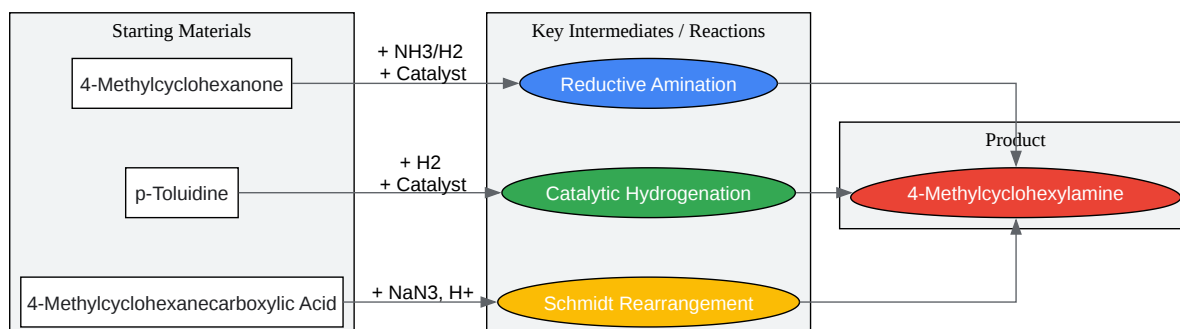 Starting Materials
Key Intermediates / Reactions
4-Methylcyclohexanone
+ NH3/H2
+ Catalyst
Reductive Amination
Product
p-Toluidine
+ H2
+ Catalyst
Catalytic Hydrogenation
4-Methylcyclohexylamine
4-Methylcyclohexanecarboxylic Acid
+ NaN3, H+
Schmidt Rearrangement